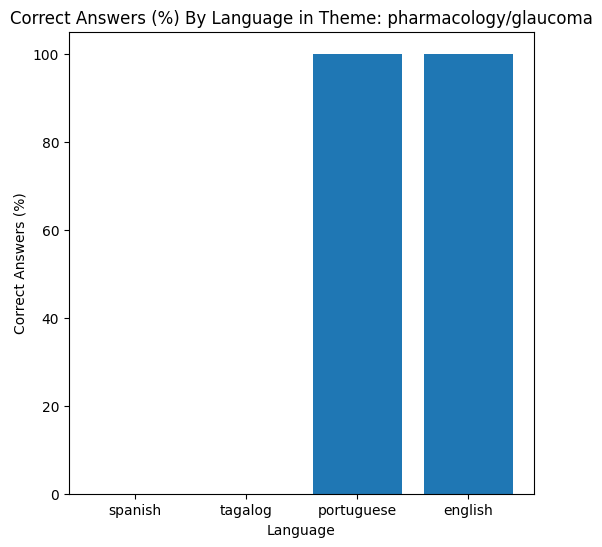 Correct Answers (%) By Language in Theme: pharmacology/glaucoma
100
80
60
40
20
0
Correct Answers (%)
spanish tagalog portuguese english
Language